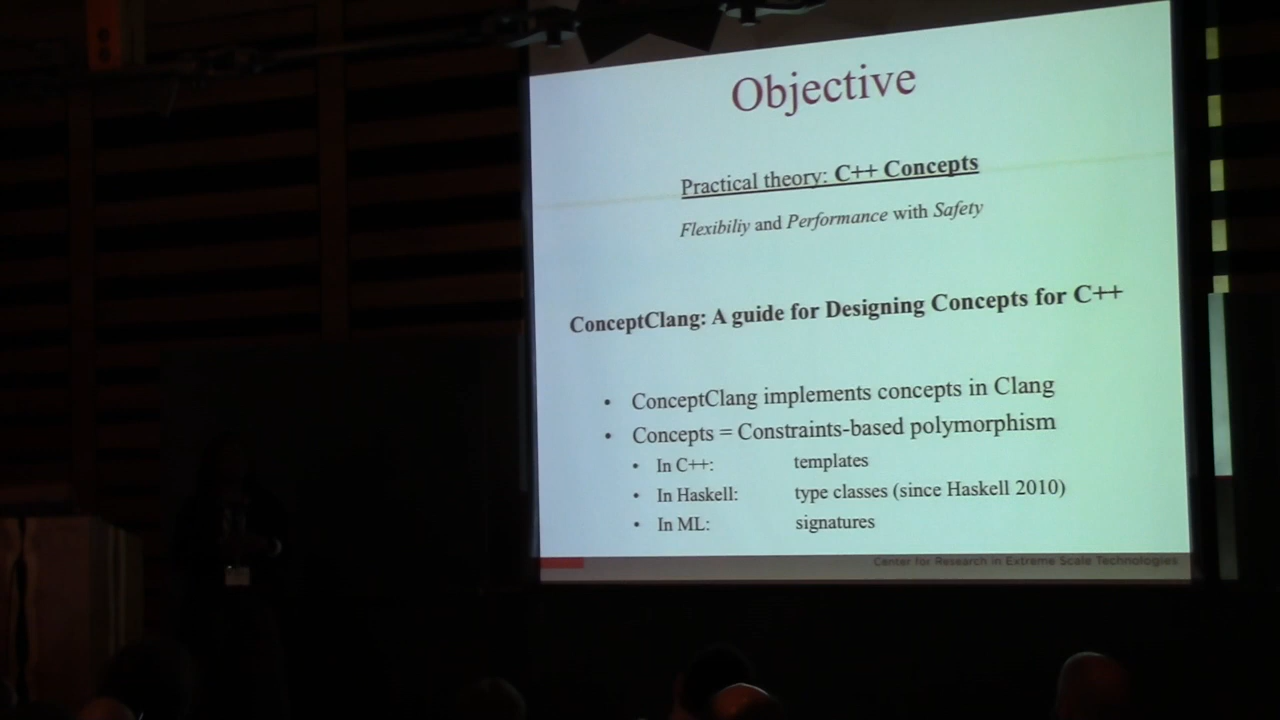 Objective
Practical theory: C++ Concepts
Flexibiliy and Performance with Safety
ConceptClang: A guide for Designing Concepts for C++
• ConceptClang implements concepts in Clang
• Concepts = Constraints-based polymorphism
• In C++: templates
• In Haskell: type classes (since Haskell 2010)
• In ML: signatures
Center for Research in Extreme Scale Technologies